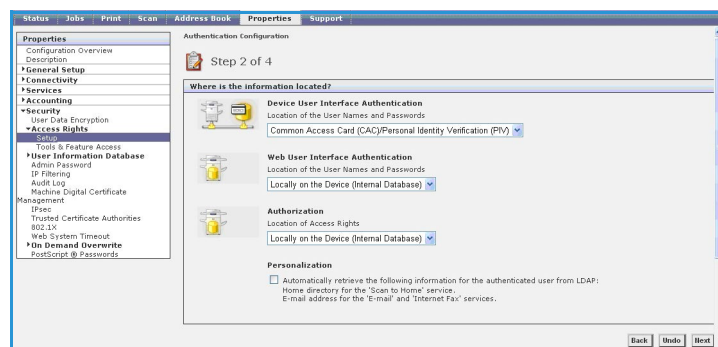 Status Jobs Print Scan Address Book Properties Support
Properties
Configuration Overview
Description
General Setup
Connectivity
Services
Accounting
Security
User Data Encryption
Access Rights
Setup
Tools & Feature Access
User Information Database
Admin Password
IP Filtering
Audit Log
Machine Digital Certificate
Management
IPsec
Trusted Certificate Authorities
802.1X
Web System Timeout
On Demand Overwrite
PostScript ® Passwords
Authentication Configuration
Step 2 of 4
Where is the information located?
Device User Interface Authentication
Location of the User Names and Passwords
Common Access Card (CAC)/Personal Identity Verification (PIV)
Web User Interface Authentication
Location of the User Names and Passwords
Locally on the Device (Internal Database)
Authorization
Location of Access Rights
Locally on the Device (Internal Database)
Personalization
Automatically retrieve the following information for the authenticated user from LDAP:
Home directory for the 'Scan to Home' service.
E-mail address for the 'E-mail' and 'Internet Fax' services.
Back Undo Next